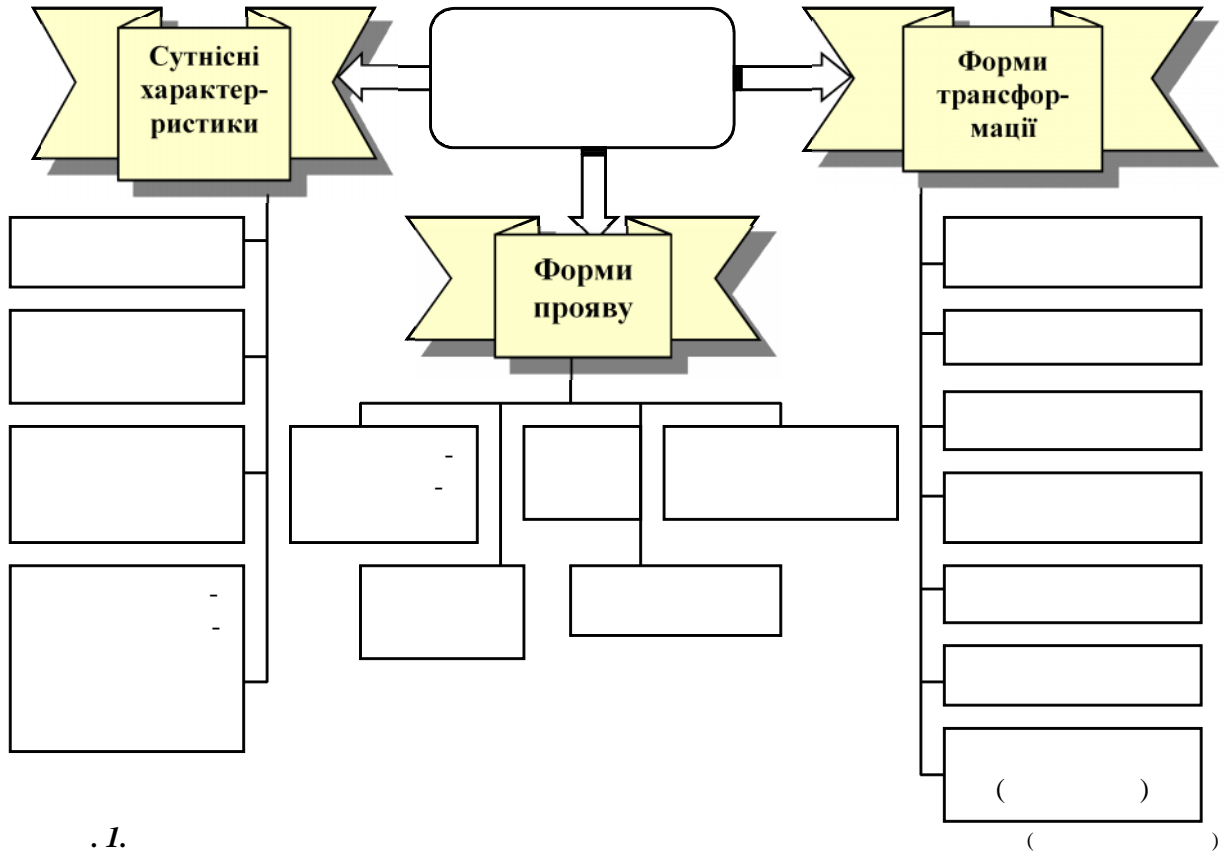 Сутнісні
характер-
ристики
Форми
трансфор-
мації
Форми
прояву
-
-
-
-
( )
. 1. ( )